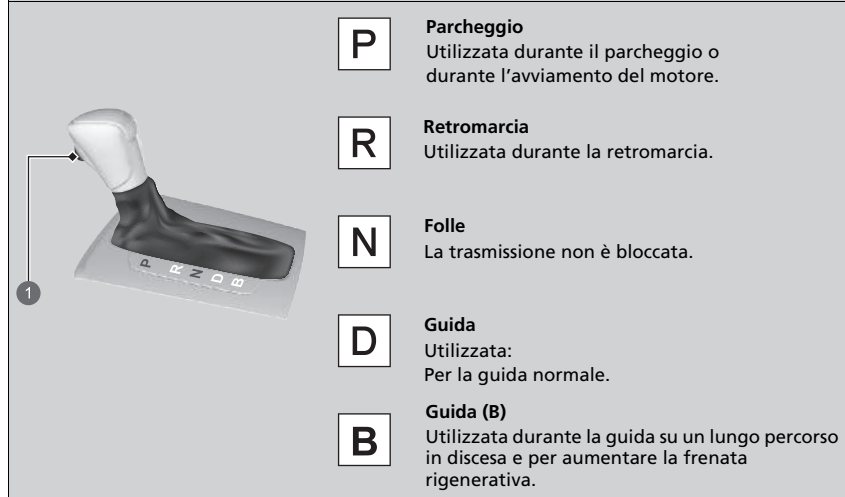 P
Parcheggio
Utilizzata durante il parcheggio o
durante l'avviamento del motore.
R
Retromarcia
Utilizzata durante la retromarcia.
N
Folle
La trasmissione non è bloccata.
D
Guida
Utilizzata:
Per la guida normale.
B
Guida (B)
Utilizzata durante la guida su un lungo percorso
in discesa e per aumentare la frenata
rigenerativa.
1
P R N D B